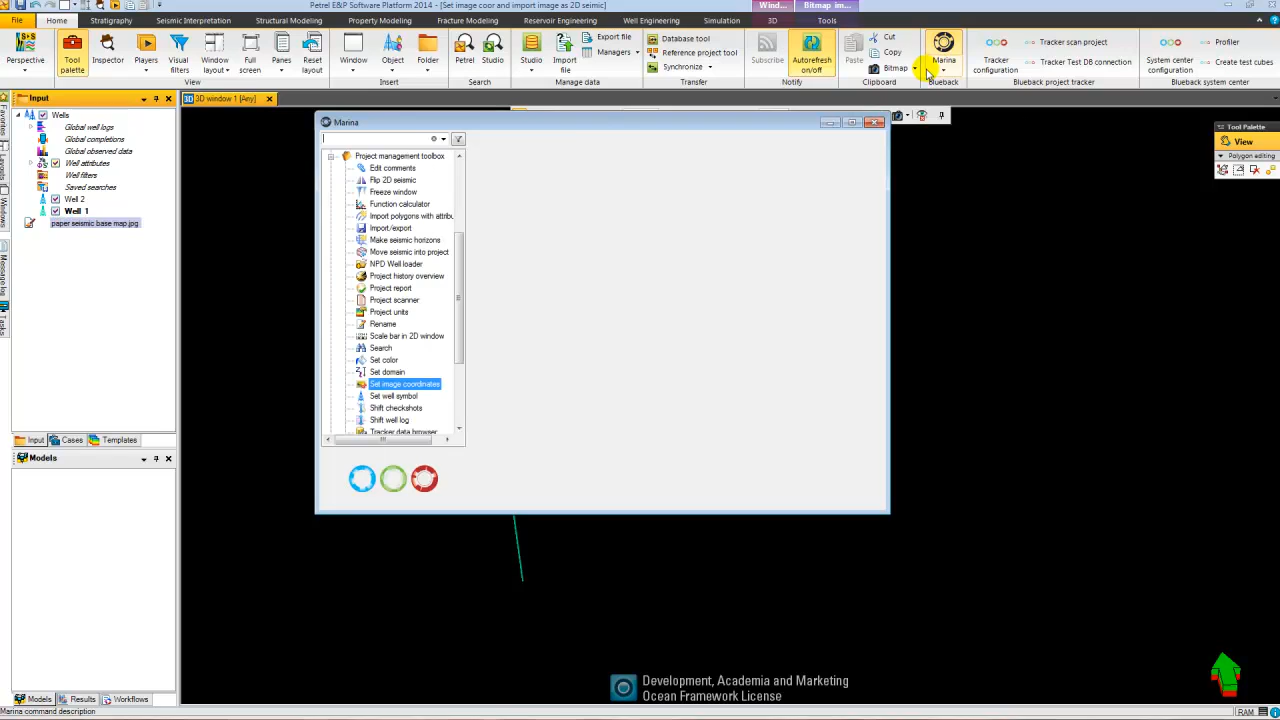 Petrel E&P Software Platform 2014 - [Set image coor and import image as 2D seimic]
Wind... Bitmap im...
File Home Stratigraphy Seismic Interpretation Structural Modeling Property Modeling Fracture Modeling Reservoir Engineering Well Engineering Simulation 3D Tools
Perspective
Tool palette
Inspector
Players
Visual filters
Window layout
Full screen
Panes
Reset layout
View
Window
Object
Folder
Insert
Petrel
Studio
Search
Studio
Import file
Export file
Managers
Manage data
Database tool
Reference project tool
Synchronize
Transfer
Subscribe
Autorefresh on/off
Notify
Paste
Cut
Copy
Bitmap
Clipboard
Marina
Blueback
Tracker configuration
Tracker scan project
Tracker Test DB connection
Blueback project tracker
System center configuration
Profiler
Create test cubes
Blueback system center
Input
3D window 1 [Any]
Wells
Global well logs
Global completions
Global observed data
Well attributes
Well filters
Saved searches
Well 2
Well 1
paper seismic base map.jpg
Input Cases Templates
Models
Models Results Workflows
Marina
Project management toolbox
Edit comments
Flip 2D seismic
Freeze window
Function calculator
Import polygons with attribu
Import/export
Make seismic horizons
Move seismic into project
NPD Well loader
Project history overview
Project report
Project scanner
Project units
Rename
Scale bar in 2D window
Search
Set color
Set domain
Set image coordinates
Set well symbol
Shift checkshots
Shift well log
Tracker data browser
Tool Palette
View
Polygon editing
Development, Academia and Marketing
Ocean Framework License
Marina command description
RAM